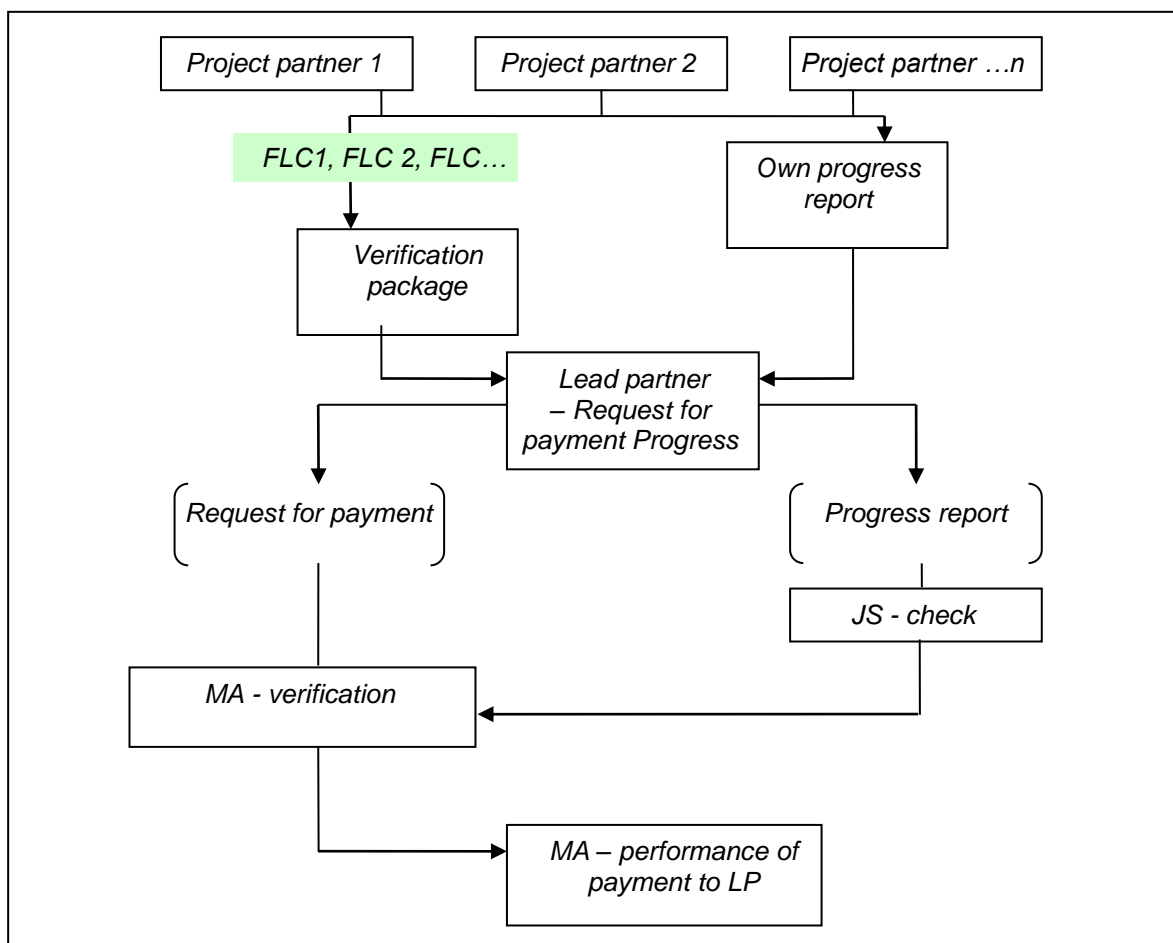 Project partner 1
Project partner 2
Project partner …n
FLC1, FLC 2, FLC…
Own progress
report
Verification
package
Lead partner
– Request for
payment Progress
Request for payment
Progress report
JS - check
MA - verification
MA – performance of
payment to LP